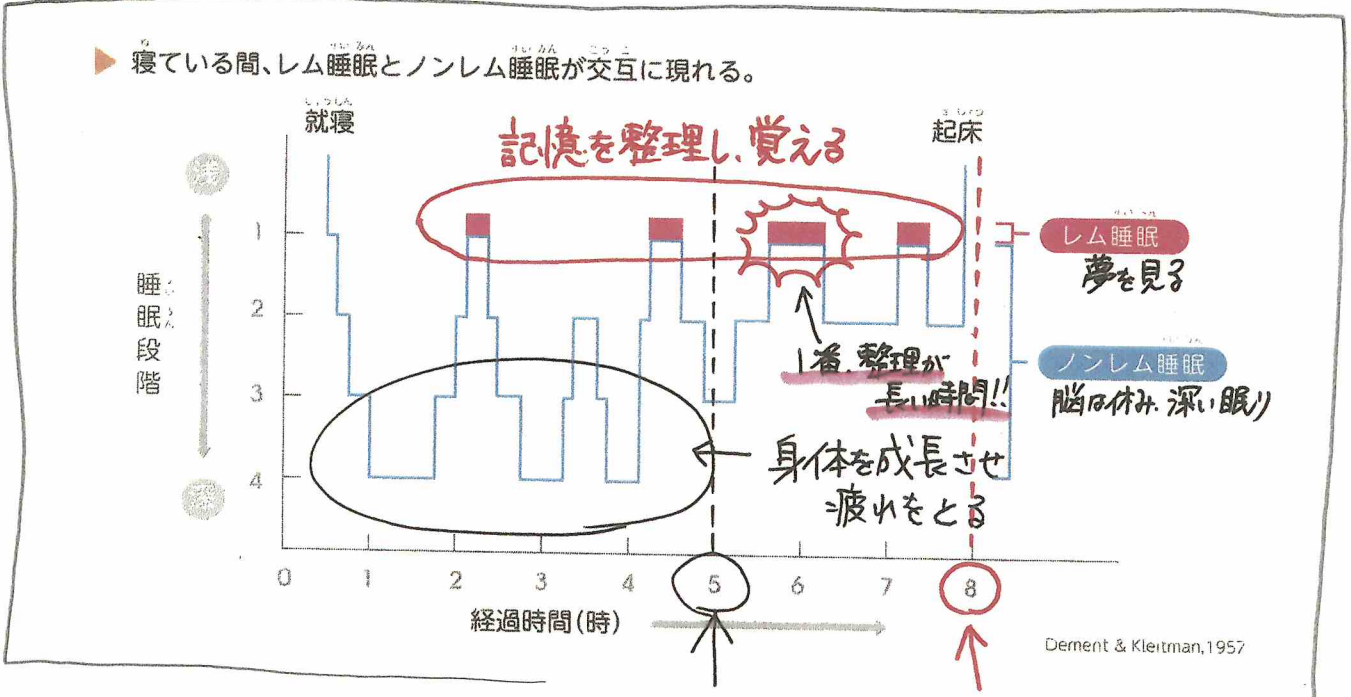 寝ている間、レム睡眠とノンレム睡眠が交互に現れる。
就寝
起床
記憶を整理し、覚える
浅
1
2
3
4
深
睡眠段階
レム睡眠
夢を見る
ノンレム睡眠
脳は休み、深い眠り
1番、整理が
長い時間!!
身体を成長させ
疲れをとる
0 1 2 3 4 5 6 7 8
経過時間(時)
Dement & Kleitman,1957